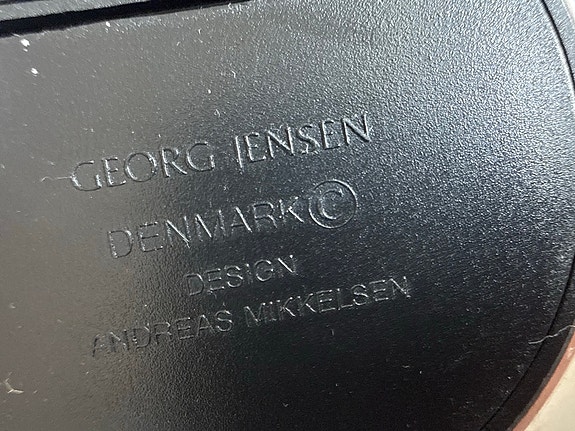 GEORG JENSEN
DENMARK ©
DESIGN
ANDREAS MIKKELSEN